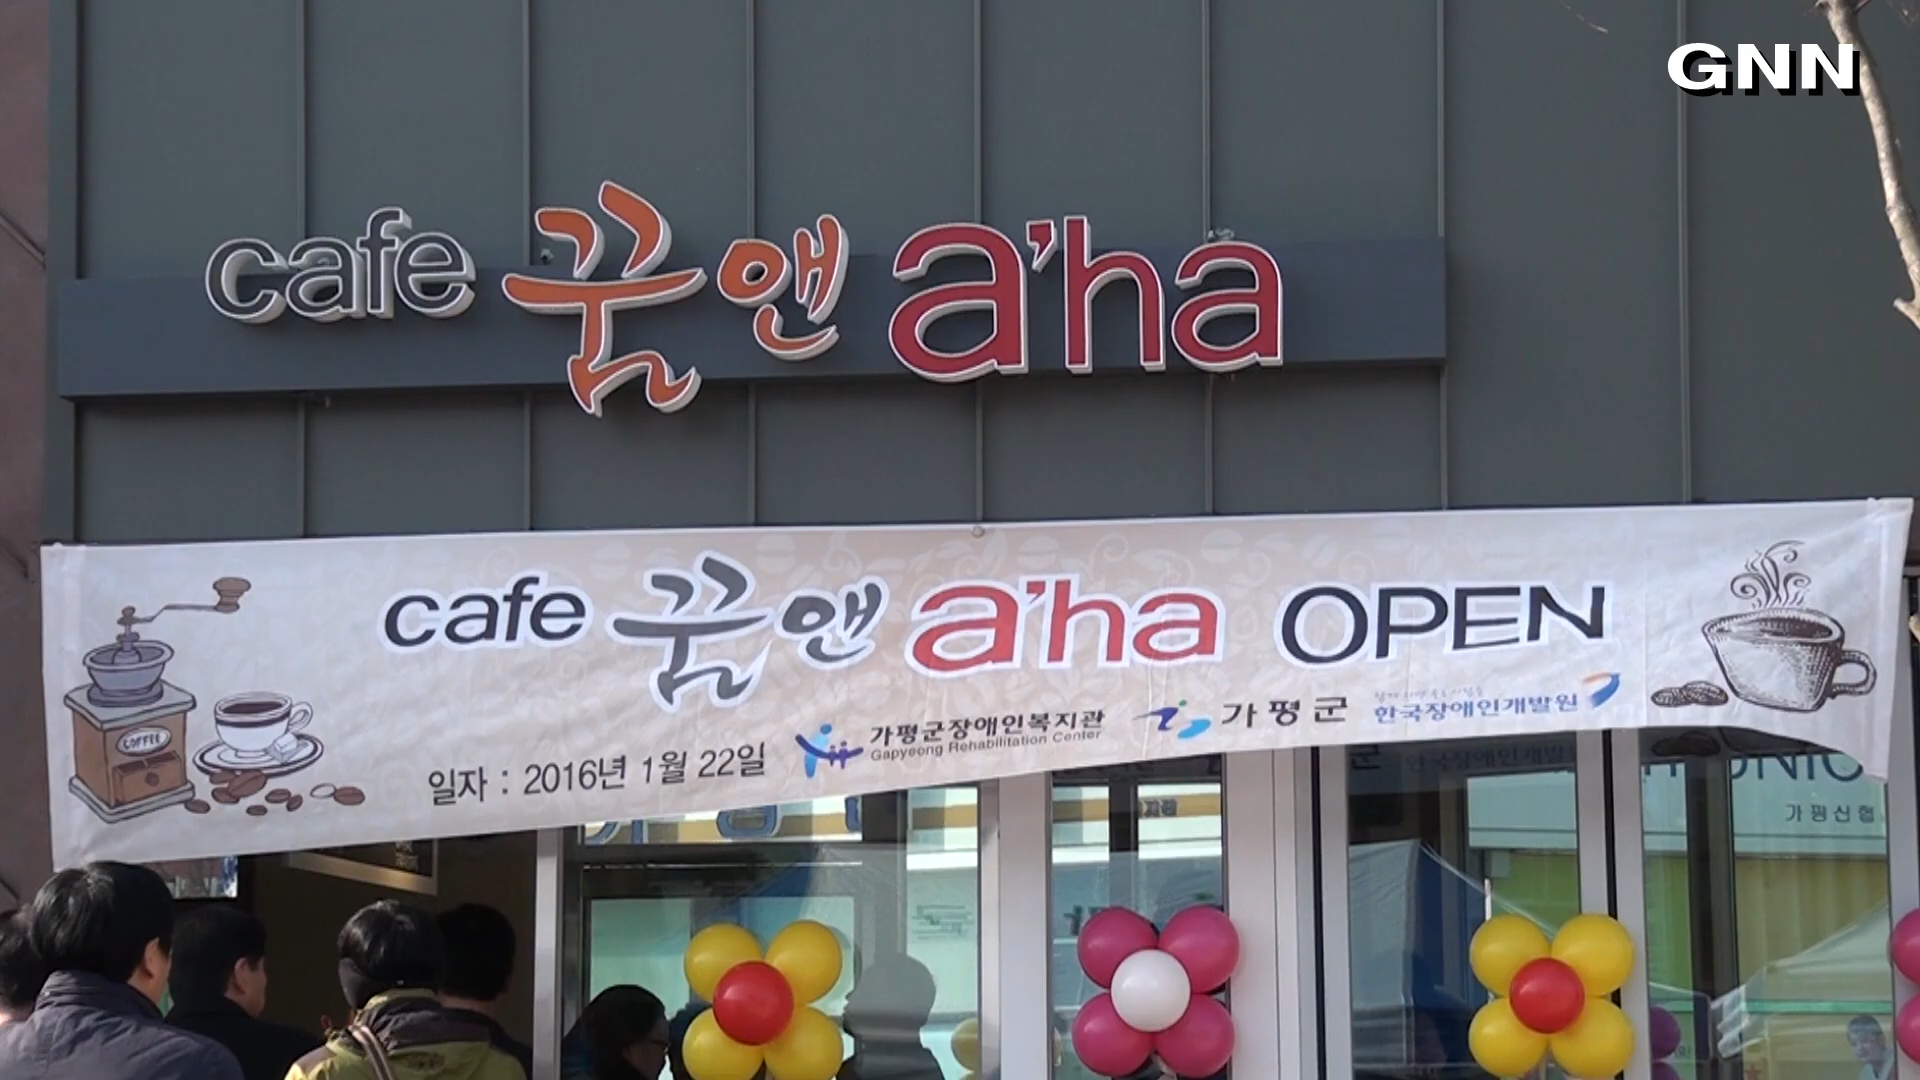 GNN
cafe 꿈앤 a'ha
cafe 꿈앤 a'ha OPEN
COFFEE
일자 : 2016년 1월 22일
가평군장애인복지관
Gapyeong Rehabilitation Center
가평군
한국장애인개발원
가평신협